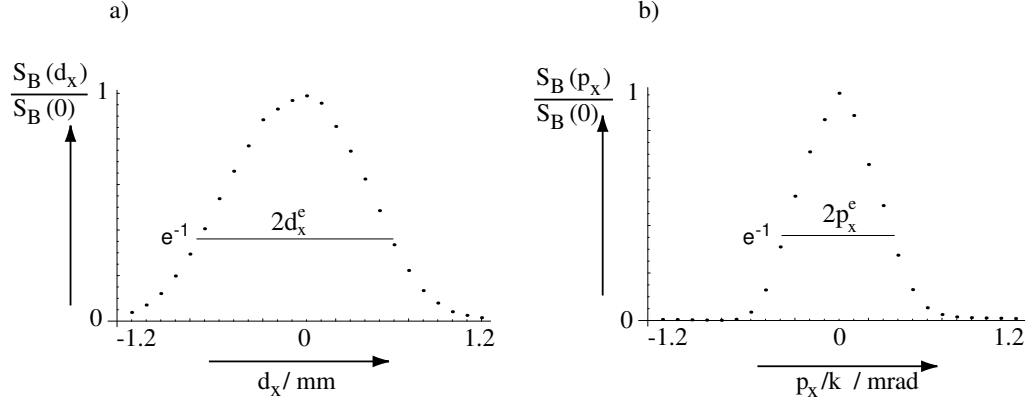 a)
S_B(d_x)
S_B(0)
1
e⁻¹
2d_x^e
0
-1.2 0 1.2
d_x / mm
b)
S_B(p_x)
S_B(0)
1
e⁻¹
2p_x^e
0
-1.2 0 1.2
p_x/k / mrad